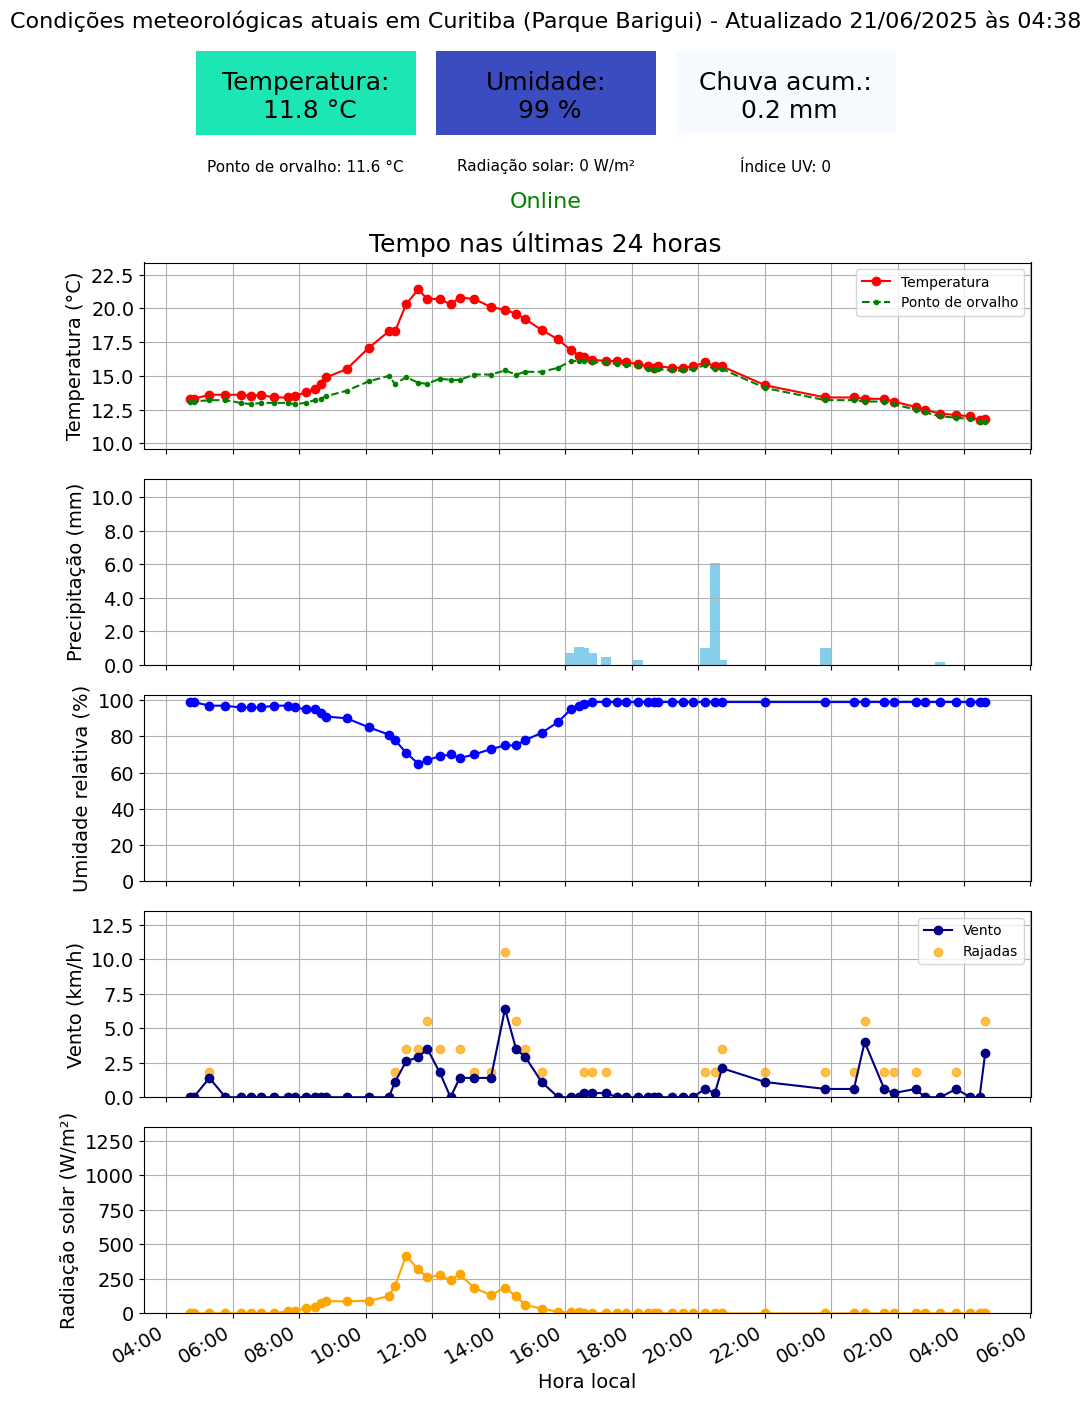 Condições meteorológicas atuais em Curitiba (Parque Barigui) - Atualizado 21/06/2025 às 04:38
Temperatura:
11.8 °C
Umidade:
99 %
Chuva acum.:
0.2 mm
Ponto de orvalho: 11.6 °C
Radiação solar: 0 W/m²
Índice UV: 0
Online
Tempo nas últimas 24 horas
Temperatura (°C)
22.5
20.0
17.5
15.0
12.5
10.0
Temperatura
Ponto de orvalho
Precipitação (mm)
10.0
8.0
6.0
4.0
2.0
0.0
Umidade relativa (%)
100
80
60
40
20
0
Vento (km/h)
12.5
10.0
7.5
5.0
2.5
0.0
Vento
Rajadas
Radiação solar (W/m²)
1250
1000
750
500
250
0
04:00
06:00
08:00
10:00
12:00
14:00
16:00
18:00
20:00
22:00
00:00
02:00
04:00
06:00
Hora local